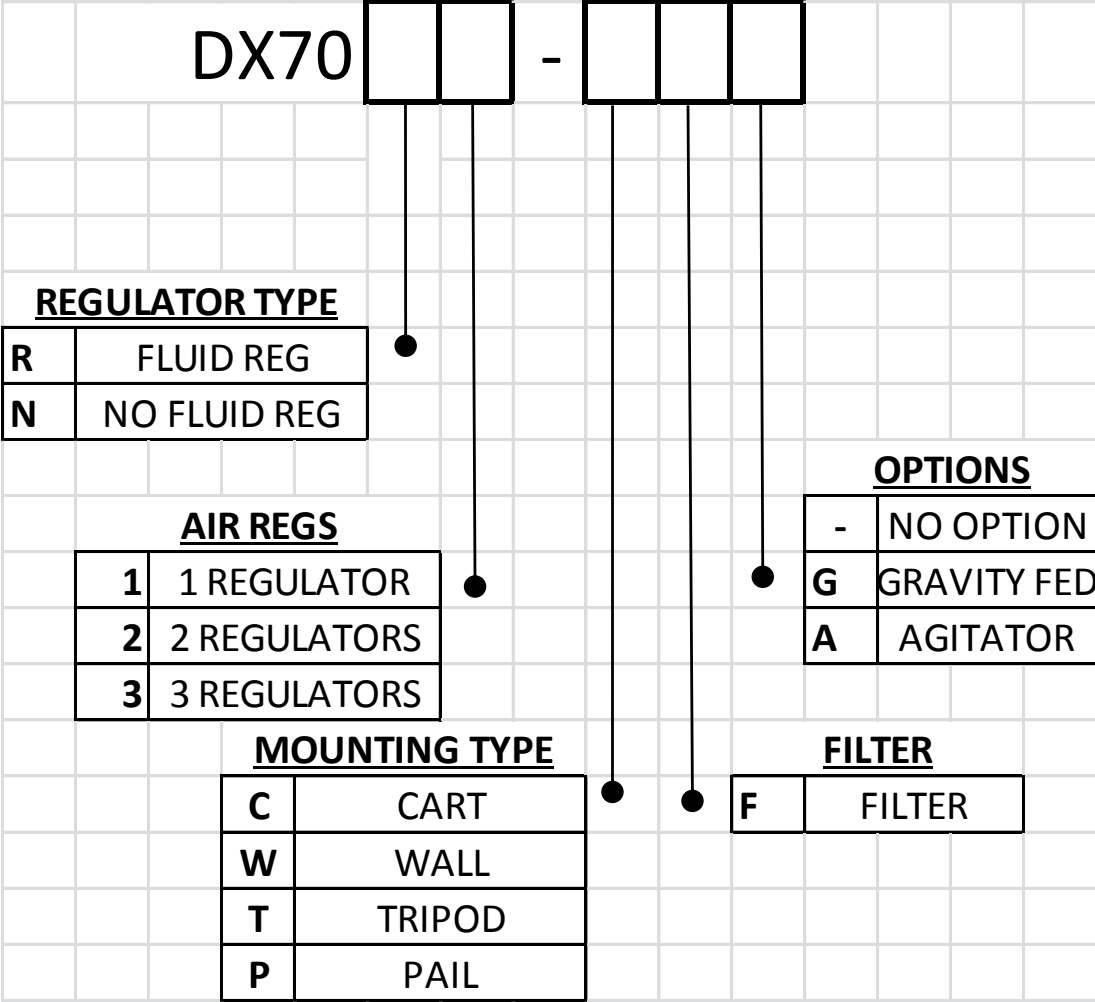 DX70 -
REGULATOR TYPE
R FLUID REG
N NO FLUID REG
OPTIONS
- NO OPTION
G GRAVITY FED
A AGITATOR
AIR REGS
1 1 REGULATOR
2 2 REGULATORS
3 3 REGULATORS
MOUNTING TYPE
C CART
W WALL
T TRIPOD
P PAIL
FILTER
F FILTER